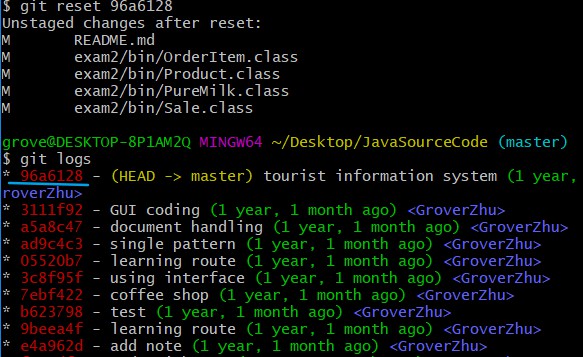 $ git reset 96a6128
Unstaged changes after reset:
M README.md
M exam2/bin/OrderItem.class
M exam2/bin/Product.class
M exam2/bin/PureMilk.class
M exam2/bin/Sale.class
grove@DESKTOP-8P1AM2Q MINGW64 ~/Desktop/JavaSourceCode (master)
$ git logs
* 96a6128 - (HEAD -> master) tourist information system (1 year,
roverZhu>
* 3111f92 - GUI coding (1 year, 1 month ago) <GroverZhu>
* a5a8c47 - document handling (1 year, 1 month ago) <GroverZhu>
* ad9c4c3 - single pattern (1 year, 1 month ago) <GroverZhu>
* 05520b7 - learning route (1 year, 1 month ago) <GroverZhu>
* 3c8f95f - using interface (1 year, 1 month ago) <GroverZhu>
* 7ebf422 - coffee shop (1 year, 1 month ago) <GroverZhu>
* b623798 - test (1 year, 1 month ago) <GroverZhu>
* 9beea4f - learning route (1 year, 1 month ago) <GroverZhu>
* e4a962d - add note (1 year, 1 month ago) <GroverZhu>